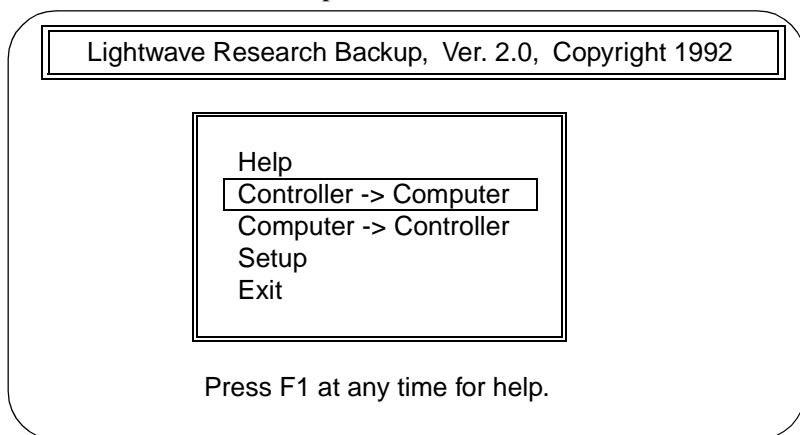 Lightwave Research Backup, Ver. 2.0, Copyright 1992
Help
Controller -> Computer
Computer -> Controller
Setup
Exit
Press F1 at any time for help.